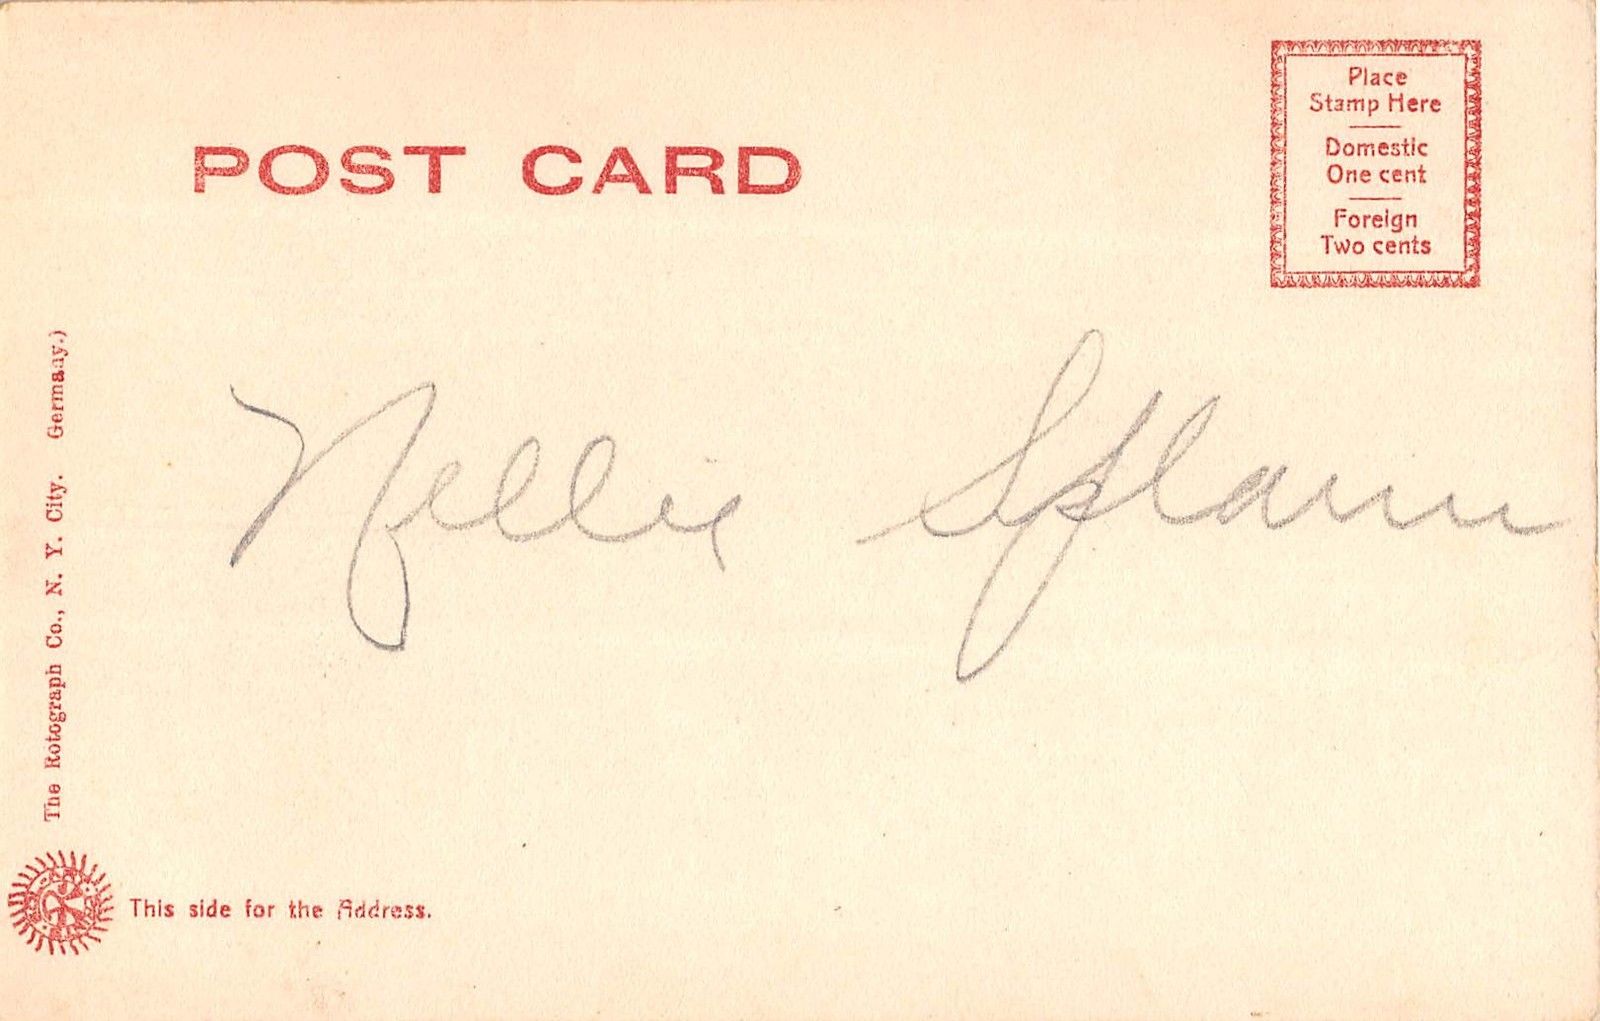 POST CARD
Place
Stamp Here
Domestic
One cent
Foreign
Two cents
Nellie
The Rotograph Co., N. Y. City. Germany.)
This side for the Address.